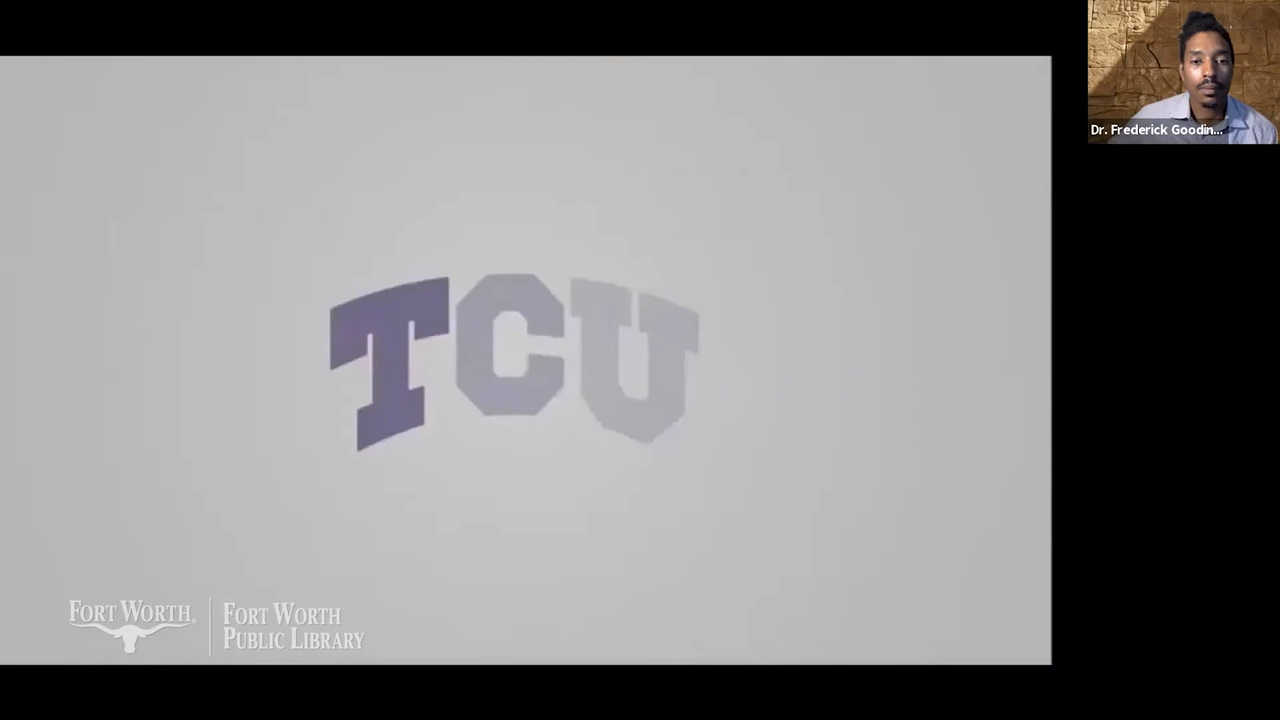 Dr. Frederick Goodin...
TCU
FORT WORTH®
FORT WORTH
PUBLIC LIBRARY